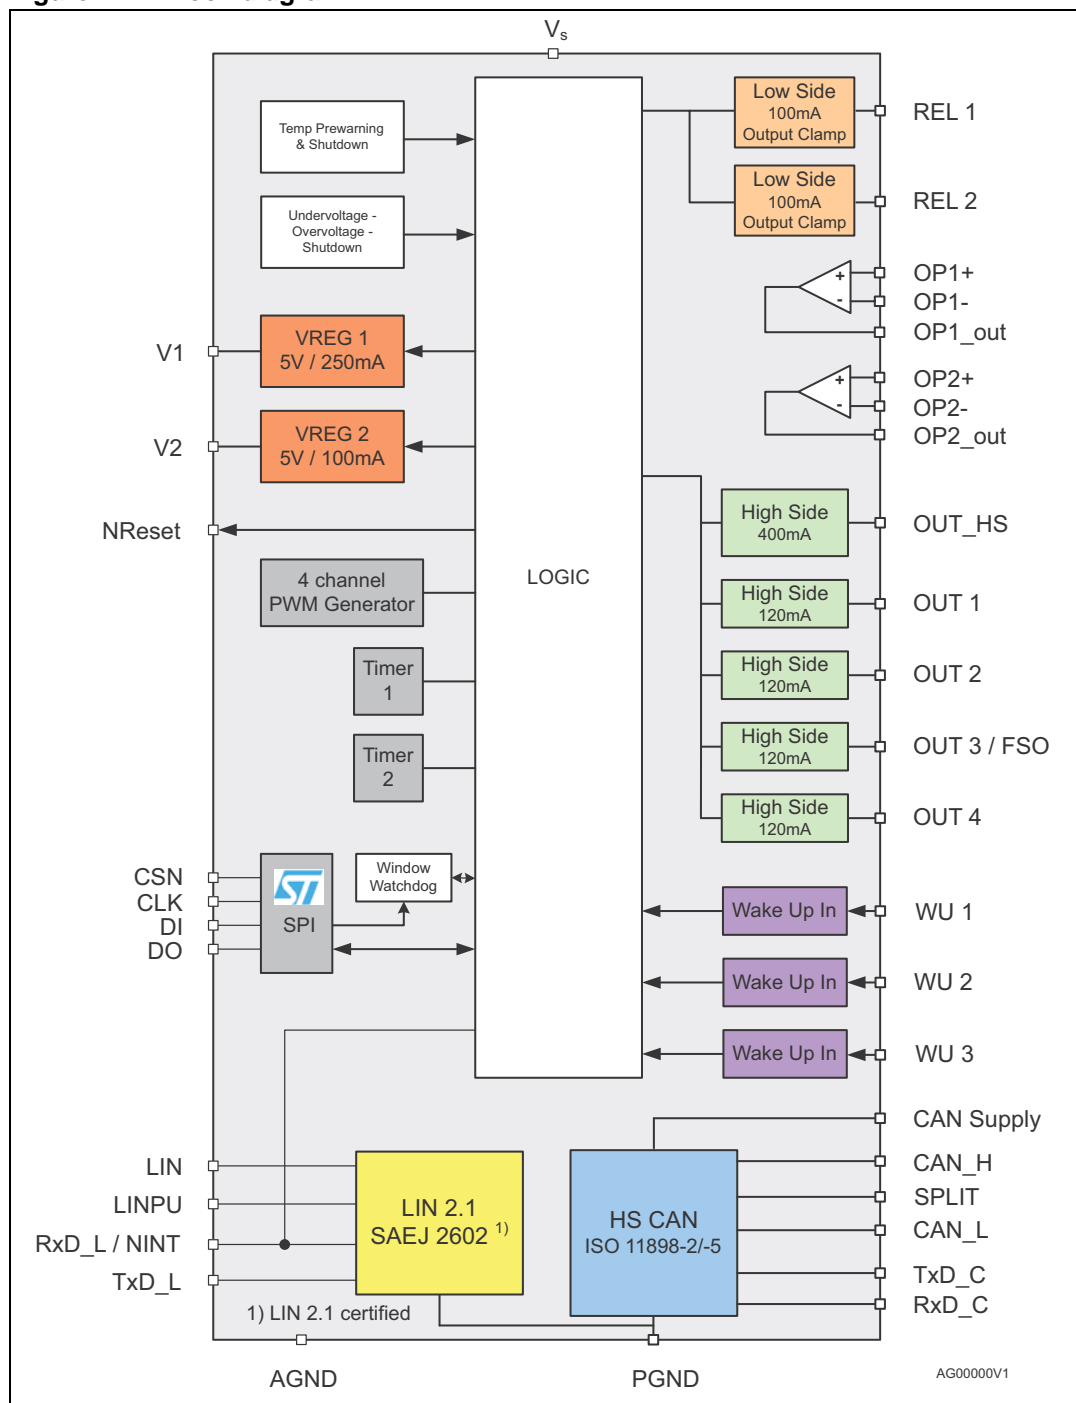 Vs
Temp Prewarning
& Shutdown
Undervoltage -
Overvoltage -
Shutdown
VREG 1
5V / 250mA
V1
VREG 2
5V / 100mA
V2
NReset
4 channel
PWM Generator
Timer
1
Timer
2
CSN
CLK
DI
DO
ST
SPI
Window
Watchdog
LOGIC
Low Side
100mA
Output Clamp
REL 1
Low Side
100mA
Output Clamp
REL 2
+
-
OP1+
OP1-
OP1_out
+
-
OP2+
OP2-
OP2_out
High Side
400mA
OUT_HS
High Side
120mA
OUT 1
High Side
120mA
OUT 2
High Side
120mA
OUT 3 / FSO
High Side
120mA
OUT 4
Wake Up In
WU 1
Wake Up In
WU 2
Wake Up In
WU 3
LIN
LINPU
RxD_L / NINT
TxD_L
LIN 2.1
SAEJ 2602 1)
1) LIN 2.1 certified
HS CAN
ISO 11898-2/-5
CAN Supply
CAN_H
SPLIT
CAN_L
TxD_C
RxD_C
AGND
PGND
AG00000V1